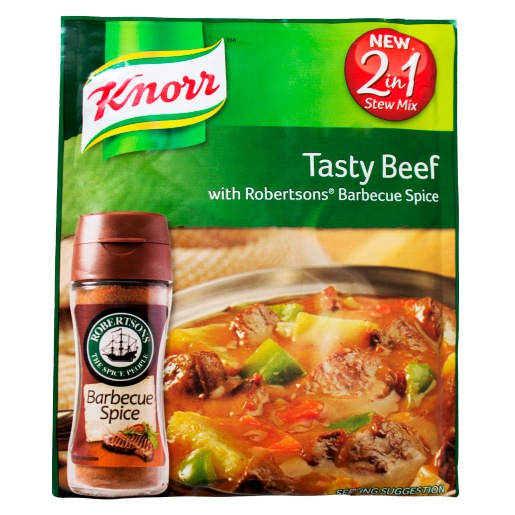 Knorr
™
NEW
2in1
Stew Mix
Tasty Beef
with Robertsons® Barbecue Spice
ROBERTSONS
THE SPICE PEOPLE
Barbecue
Spice
SERVING SUGGESTION